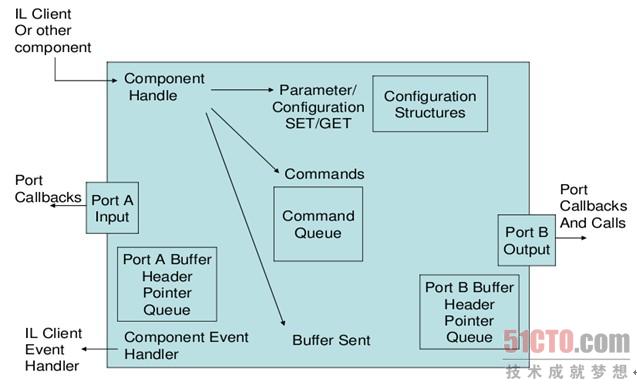 IL Client
Or other
component
Component
Handle
Parameter/
Configuration
SET/GET
Configuration
Structures
Commands
Command
Queue
Port
Callbacks
Port A
Input
Port A Buffer
Header
Pointer
Queue
Port B
Output
Port
Callbacks
And Calls
Port B Buffer
Header
Pointer
Queue
IL Client
Event
Handler
Component Event
Handler
Buffer Sent
51CTO.com
技术成就梦想